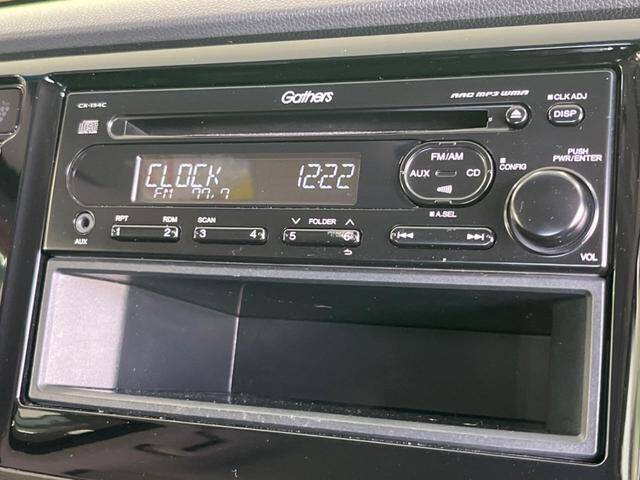 CX-154C
Gathers
AAC MP3 WMA
CLK ADJ
DISP
CLOCK 12:22
FM 77.7
FM/AM
AUX CD
CONFIG
PUSH
PWR/ENTER
A.SEL
VOL
AUX
RPT RDM SCAN FOLDER
1 2 3 4 5 6